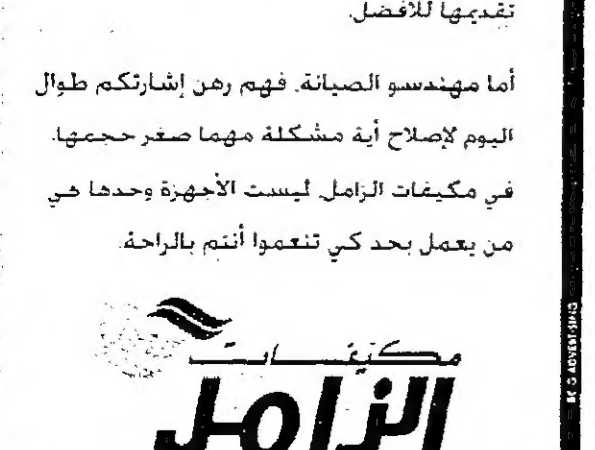 تقديمها للأفضل.
أما مهندسو الصيانة. فهم رهن إشارتكم طوال
اليوم لإصلاح أية مشكلة مهما صغر حجمها.
في مكيفات الزامل. ليست الأجهزة وحدها هي
من يعمل بجد كي تنعموا أنتم بالراحة.
مكيفات
الزامل